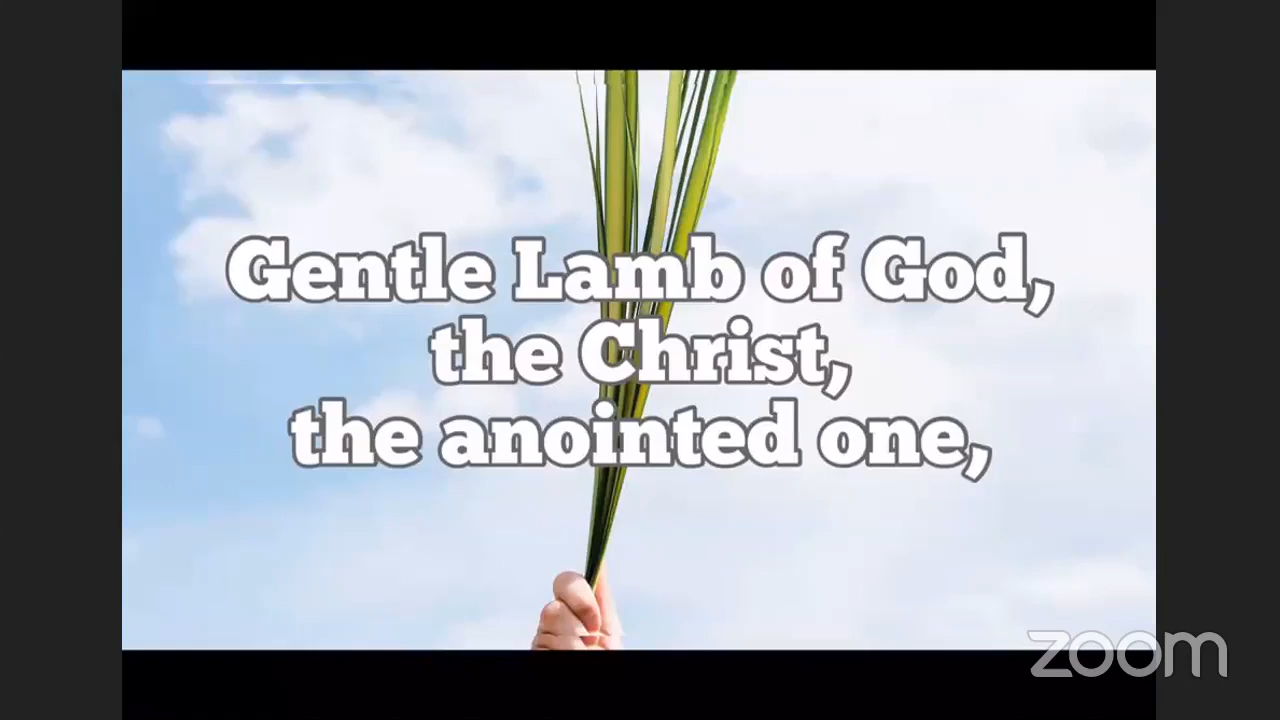 Gentle Lamb of God,
the Christ,
the anointed one,
zoom